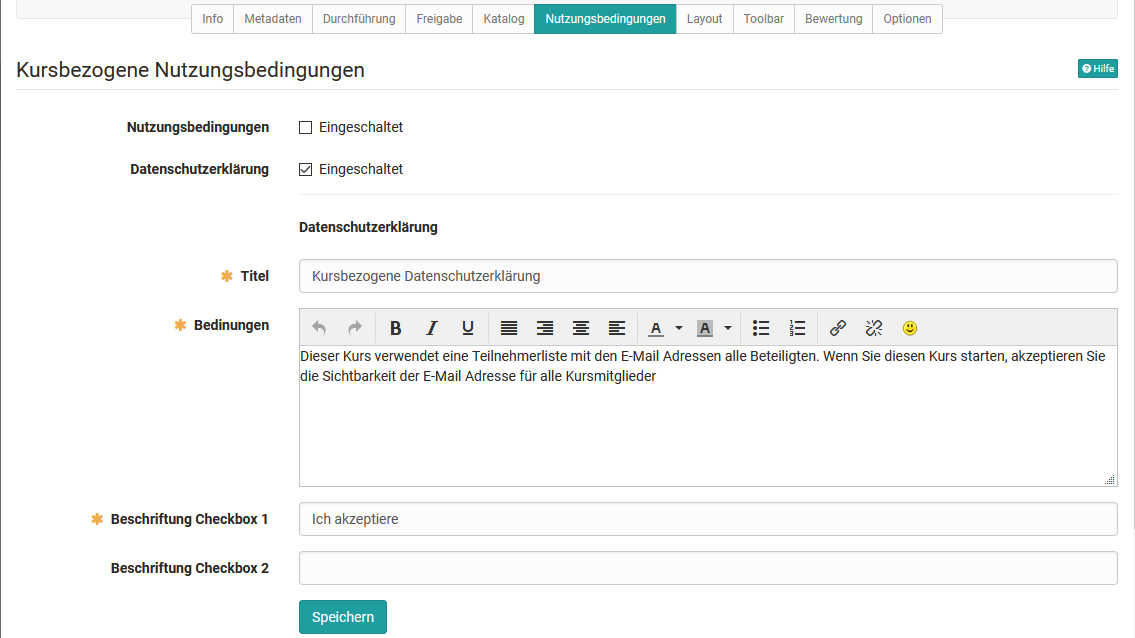 Info Metadaten Durchführung Freigabe Katalog Nutzungsbedingungen Layout Toolbar Bewertung Optionen
Kursbezogene Nutzungsbedingungen
Hilfe
Nutzungsbedingungen Eingeschaltet
Datenschutzerklärung Eingeschaltet
Datenschutzerklärung
Titel Kursbezogene Datenschutzerklärung
Bedinungen
B I U A A
Dieser Kurs verwendet eine Teilnehmerliste mit den E-Mail Adressen alle Beteiligten. Wenn Sie diesen Kurs starten, akzeptieren Sie
die Sichtbarkeit der E-Mail Adresse für alle Kursmitglieder
Beschriftung Checkbox 1 Ich akzeptiere
Beschriftung Checkbox 2
Speichern